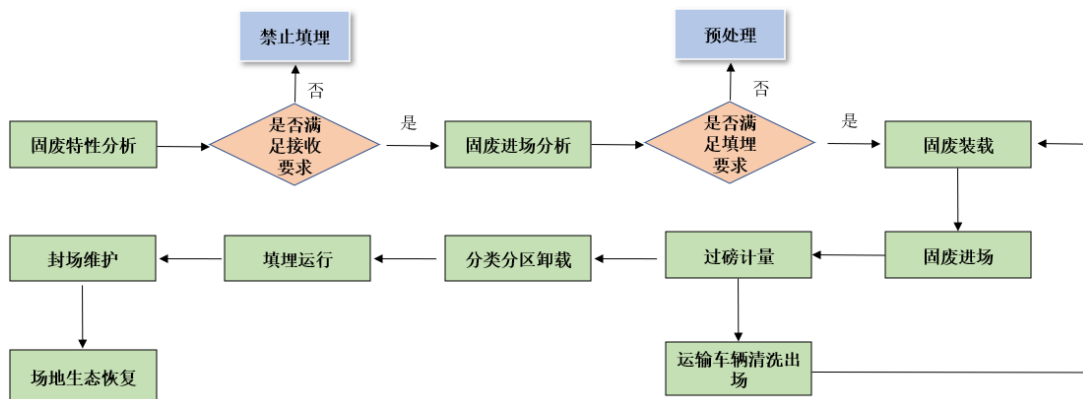 禁止填埋
预处理
否
否
固废特性分析
是否满
足接收
要求
是
固废进场分析
是否满
足填埋
要求
是
固废装载
封场维护
填埋运行
分类分区卸载
过磅计量
固废进场
场地生态恢复
运输车辆清洗出
场